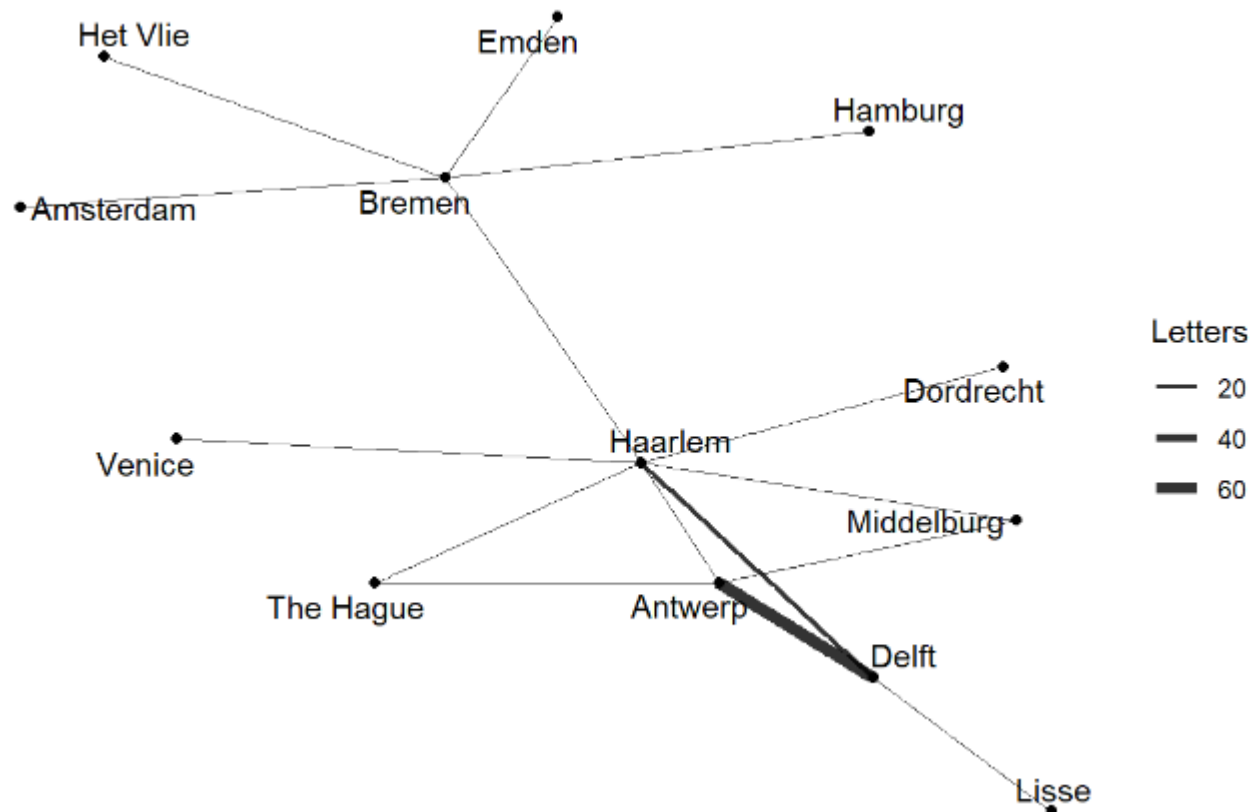 Het Vlie
Emden
Hamburg
Amsterdam
Bremen
Letters
20
Dordrecht
40
Haarlem
Venice
60
Middelburg
The Hague
Antwerp
Delft
Lisse